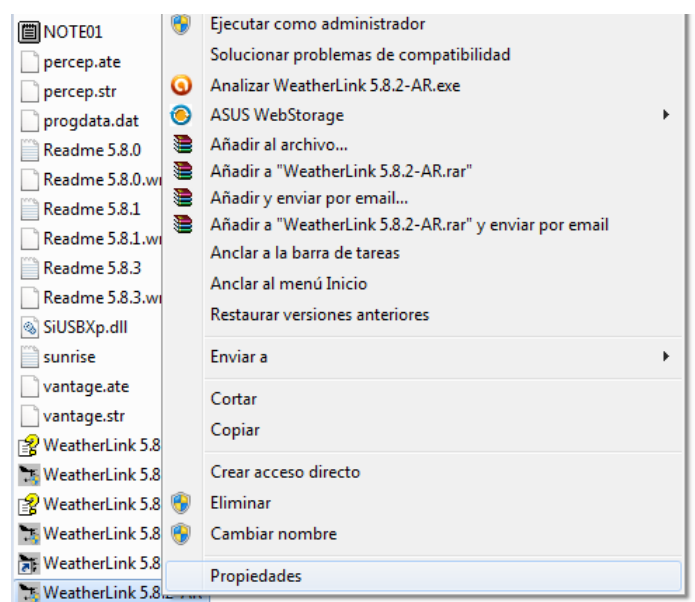 NOTE01
percep.ate
percep.str
progdata.dat
Readme 5.8.0
Readme 5.8.0.wr
Readme 5.8.1
Readme 5.8.1.wr
Readme 5.8.3
Readme 5.8.3.wr
SiUSBXp.dll
sunrise
vantage.ate
vantage.str
WeatherLink 5.8
WeatherLink 5.8
WeatherLink 5.8
WeatherLink 5.8
WeatherLink 5.8
WeatherLink 5.8.2-AR
Ejecutar como administrador
Solucionar problemas de compatibilidad
Analizar WeatherLink 5.8.2-AR.exe
ASUS WebStorage
Añadir al archivo...
Añadir a "WeatherLink 5.8.2-AR.rar"
Añadir y enviar por email...
Añadir a "WeatherLink 5.8.2-AR.rar" y enviar por email
Anclar a la barra de tareas
Anclar al menú Inicio
Restaurar versiones anteriores
Enviar a
Cortar
Copiar
Crear acceso directo
Eliminar
Cambiar nombre
Propiedades